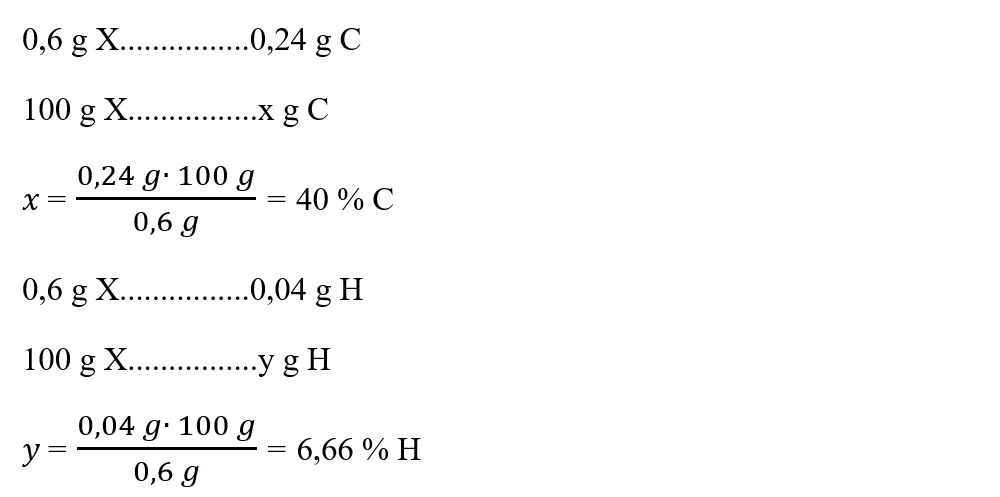 0,6 g X................0,24 g C
100 g X................x g C
x = 0,24 g· 100 g / 0,6 g = 40 % C
0,6 g X................0,04 g H
100 g X................y g H
y = 0,04 g· 100 g / 0,6 g = 6,66 % H